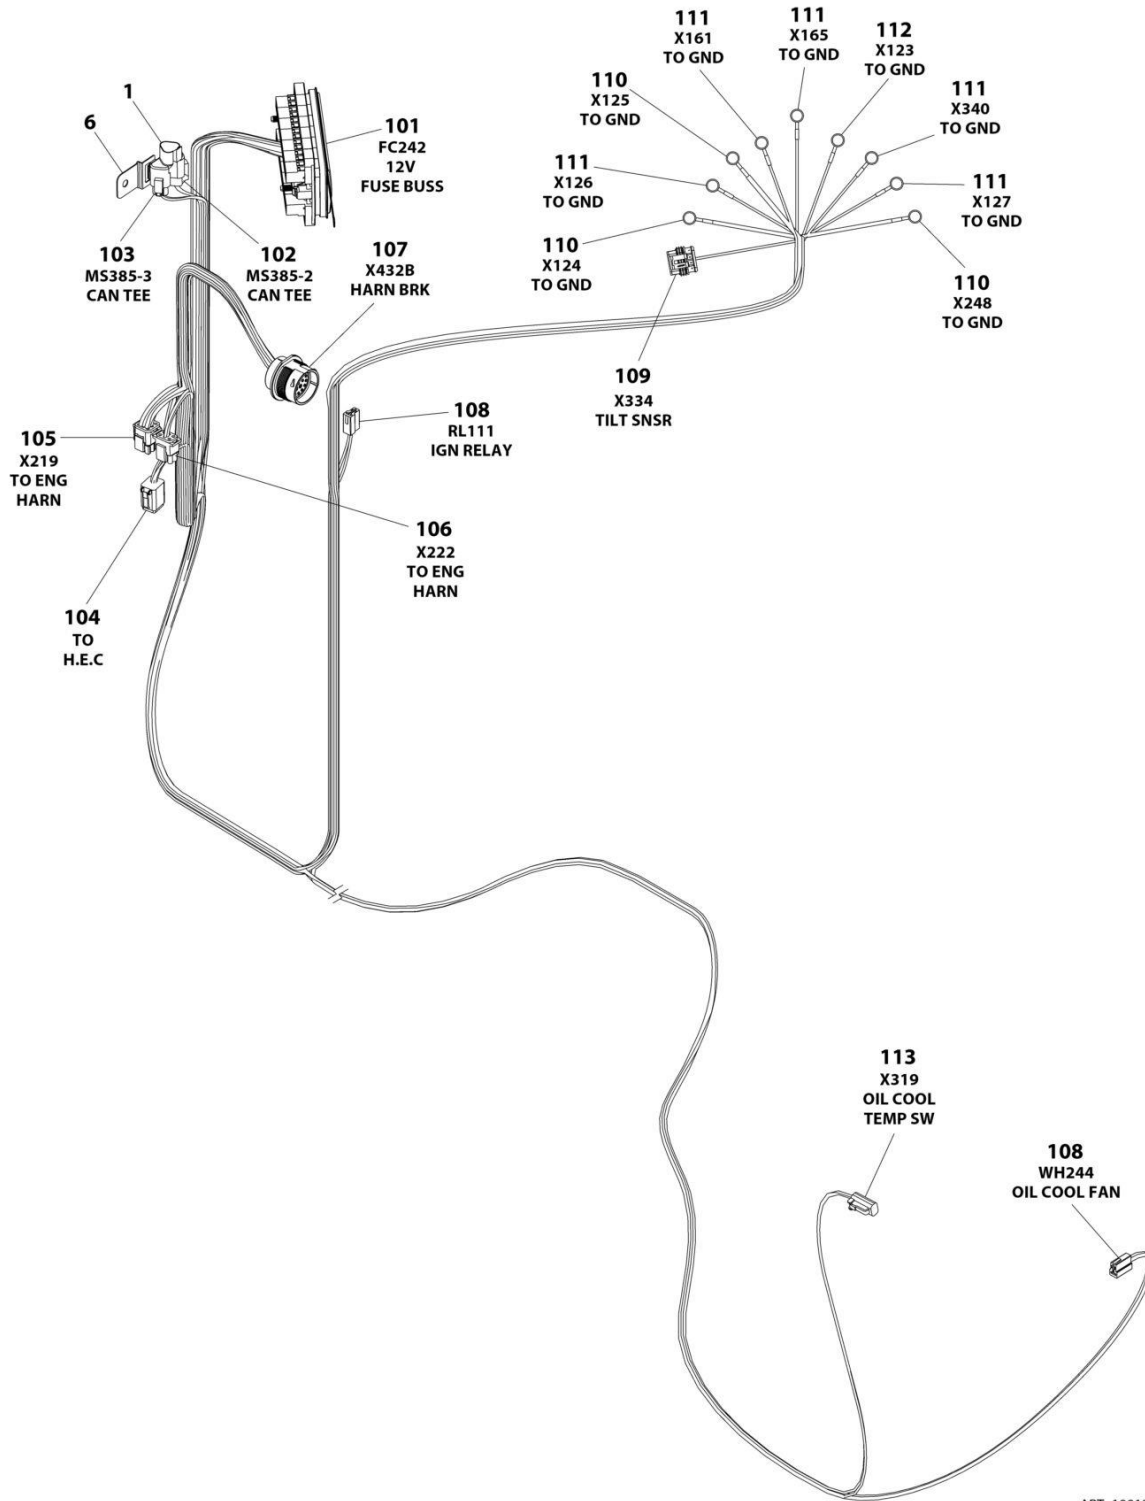 111
X161
TO GND
111
X165
TO GND
112
X123
TO GND
110
X125
TO GND
111
X340
TO GND
1
6
101
FC242
12V
FUSE BUSS
111
X126
TO GND
111
X127
TO GND
103
MS385-3
CAN TEE
102
MS385-2
CAN TEE
107
X432B
HARN BRK
110
X124
TO GND
110
X248
TO GND
109
X334
TILT SNSR
108
RL111
IGN RELAY
105
X219
TO ENG
HARN
106
X222
TO ENG
HARN
104
TO
H.E.C
113
X319
OIL COOL
TEMP SW
108
WH244
OIL COOL FAN